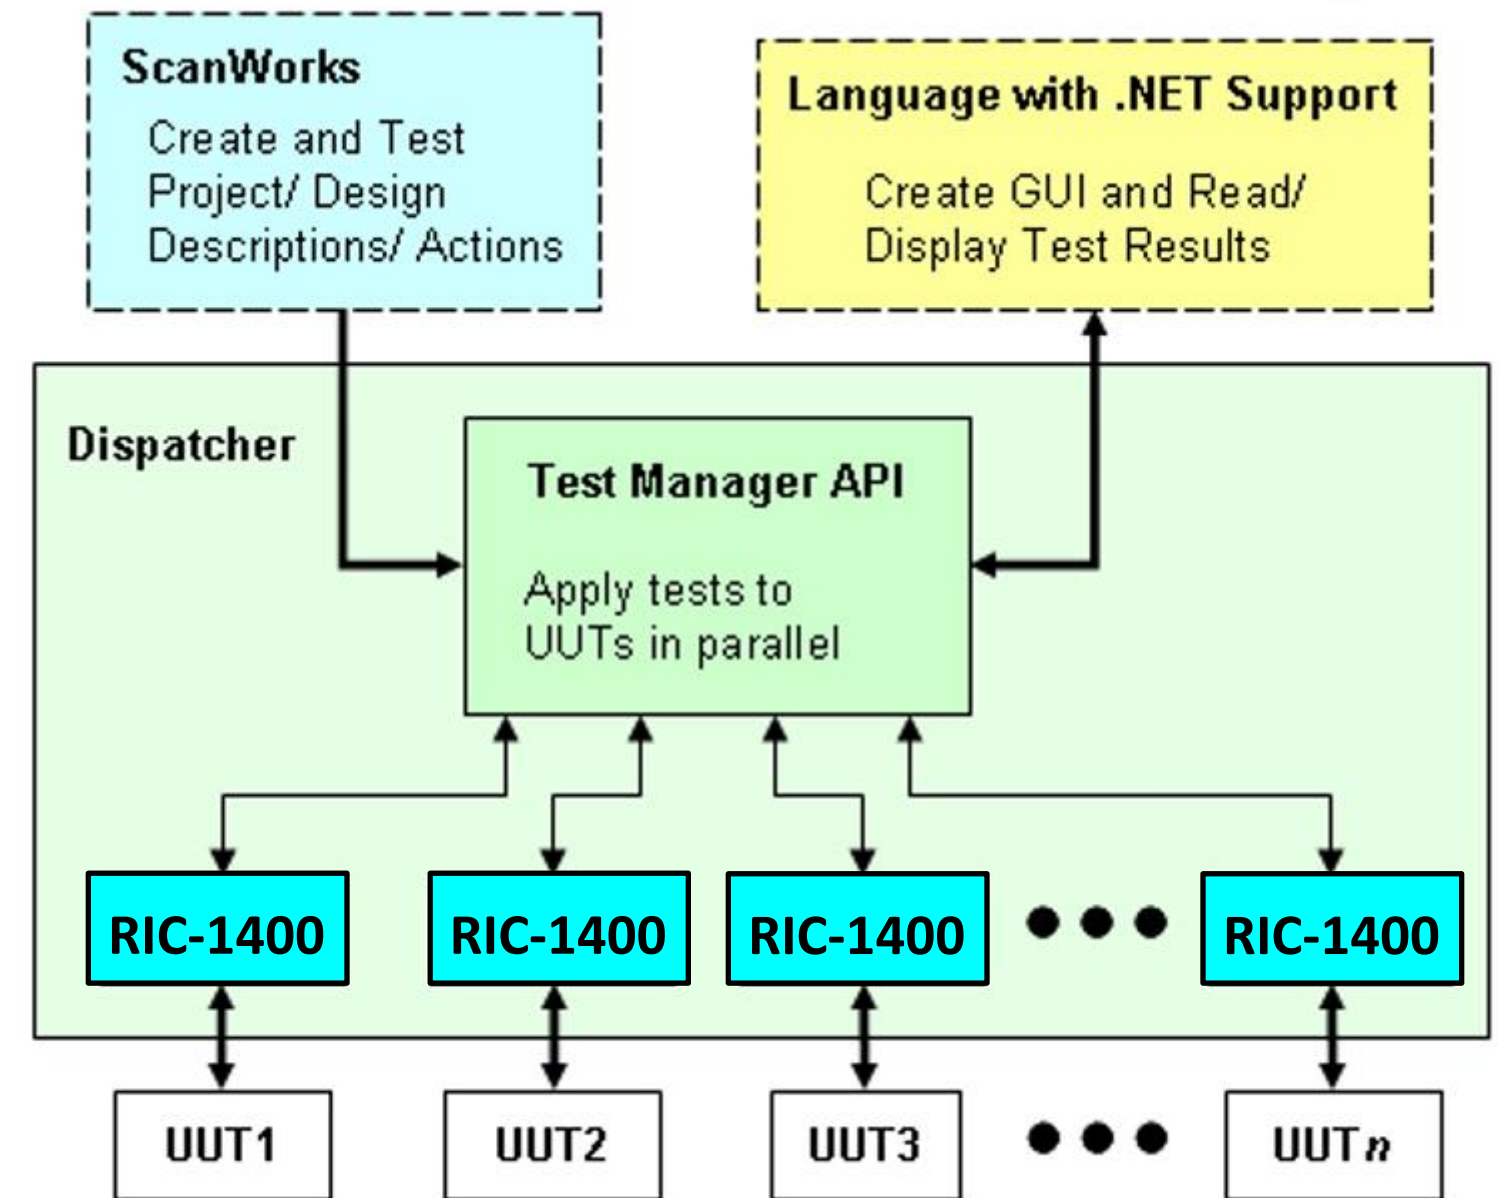 ScanWorks
Create and Test
Project/ Design
Descriptions/ Actions
Language with .NET Support
Create GUI and Read/
Display Test Results
Dispatcher
Test Manager API
Apply tests to
UUTs in parallel
RIC-1400
RIC-1400
RIC-1400
RIC-1400
UUT1
UUT2
UUT3
UUTn